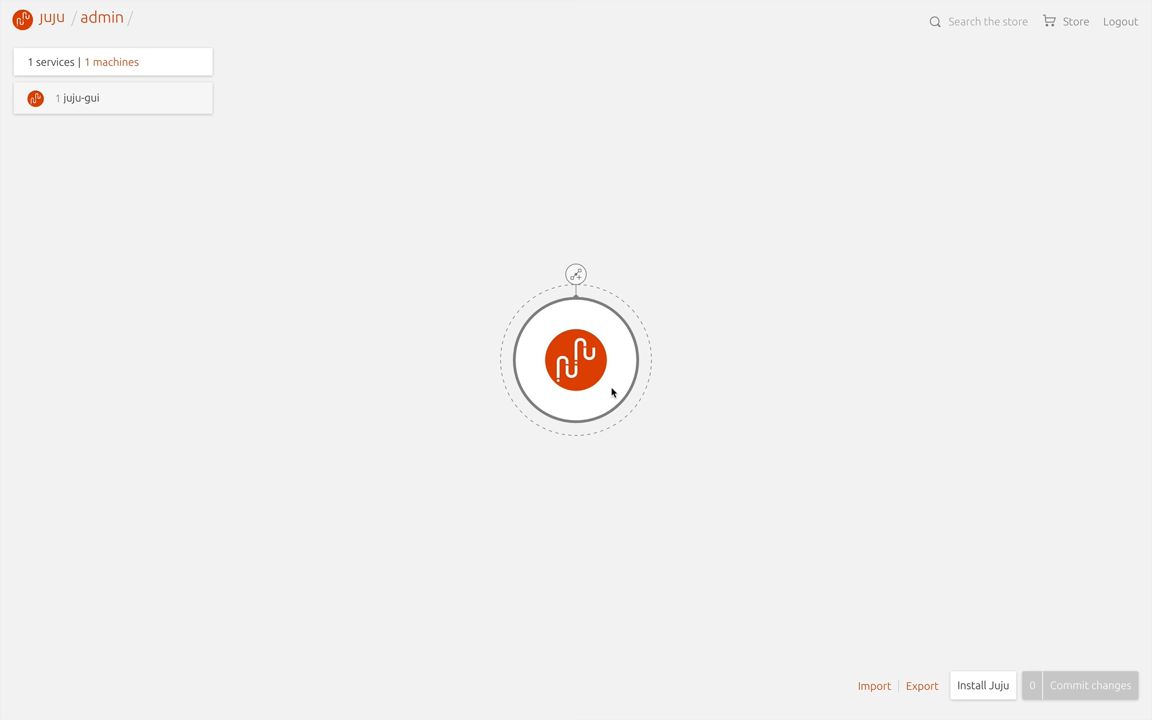 juju / admin /
Search the store
Store
Logout
1 services | 1 machines
1 juju-gui
juju
Import | Export
Install Juju
0 Commit changes